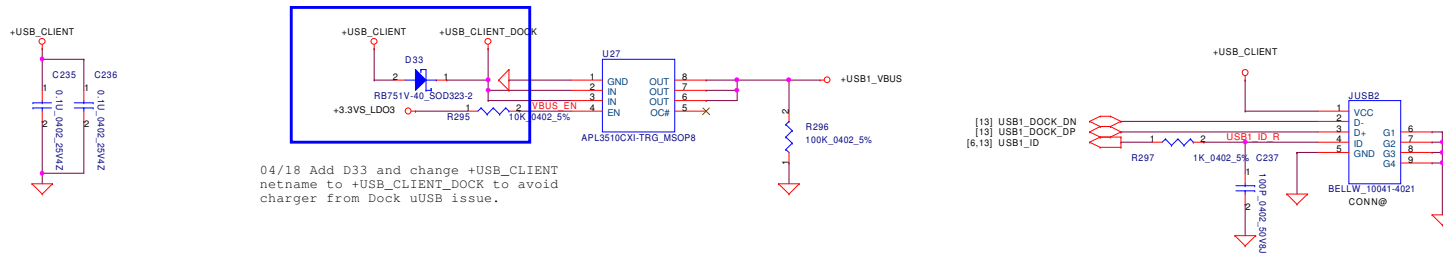 +USB_CLIENT
C235
C236
1
1
0.1U_0402_25V4Z
0.1U_0402_25V4Z
2
2
+USB_CLIENT
+USB_CLIENT_DOCK
D33
2
1
RB751V-40_SOD323-2
+3.3VS_LDO3
1
2
VBUS_EN
R295
10K_0402_5%
U27
1 GND OUT 8
2 IN OUT 7
3 IN OUT 6
4 EN OC# 5
APL3510CXI-TRG_MSOP8
+USB1_VBUS
2
R296
100K_0402_5%
1
04/18 Add D33 and change +USB_CLIENT
netname to +USB_CLIENT_DOCK to avoid
charger from Dock uUSB issue.
+USB_CLIENT
JUSB2
[13] USB1_DOCK_DN
[13] USB1_DOCK_DP
[6,13] USB1_ID
1
2
USB1_ID_R
R297
1K_0402_5%
C237
1
100P_0402_50V8J
2
1 VCC
2 D-
3 D+ G1 6
4 ID G2 7
5 GND G3 8
G4 9
BELLW_10041-4021
CONN@